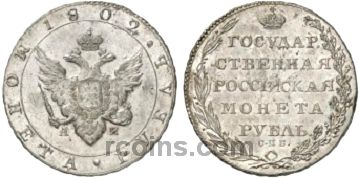 МОНЕТА · РУБЛЬ · 1802 ·
А И
ГОСУДАР
СТВЕННАЯ
РОССІЙСКАЯ
МОНЕТА
РУБЛЬ.
С·П·Б.
rcoins.com